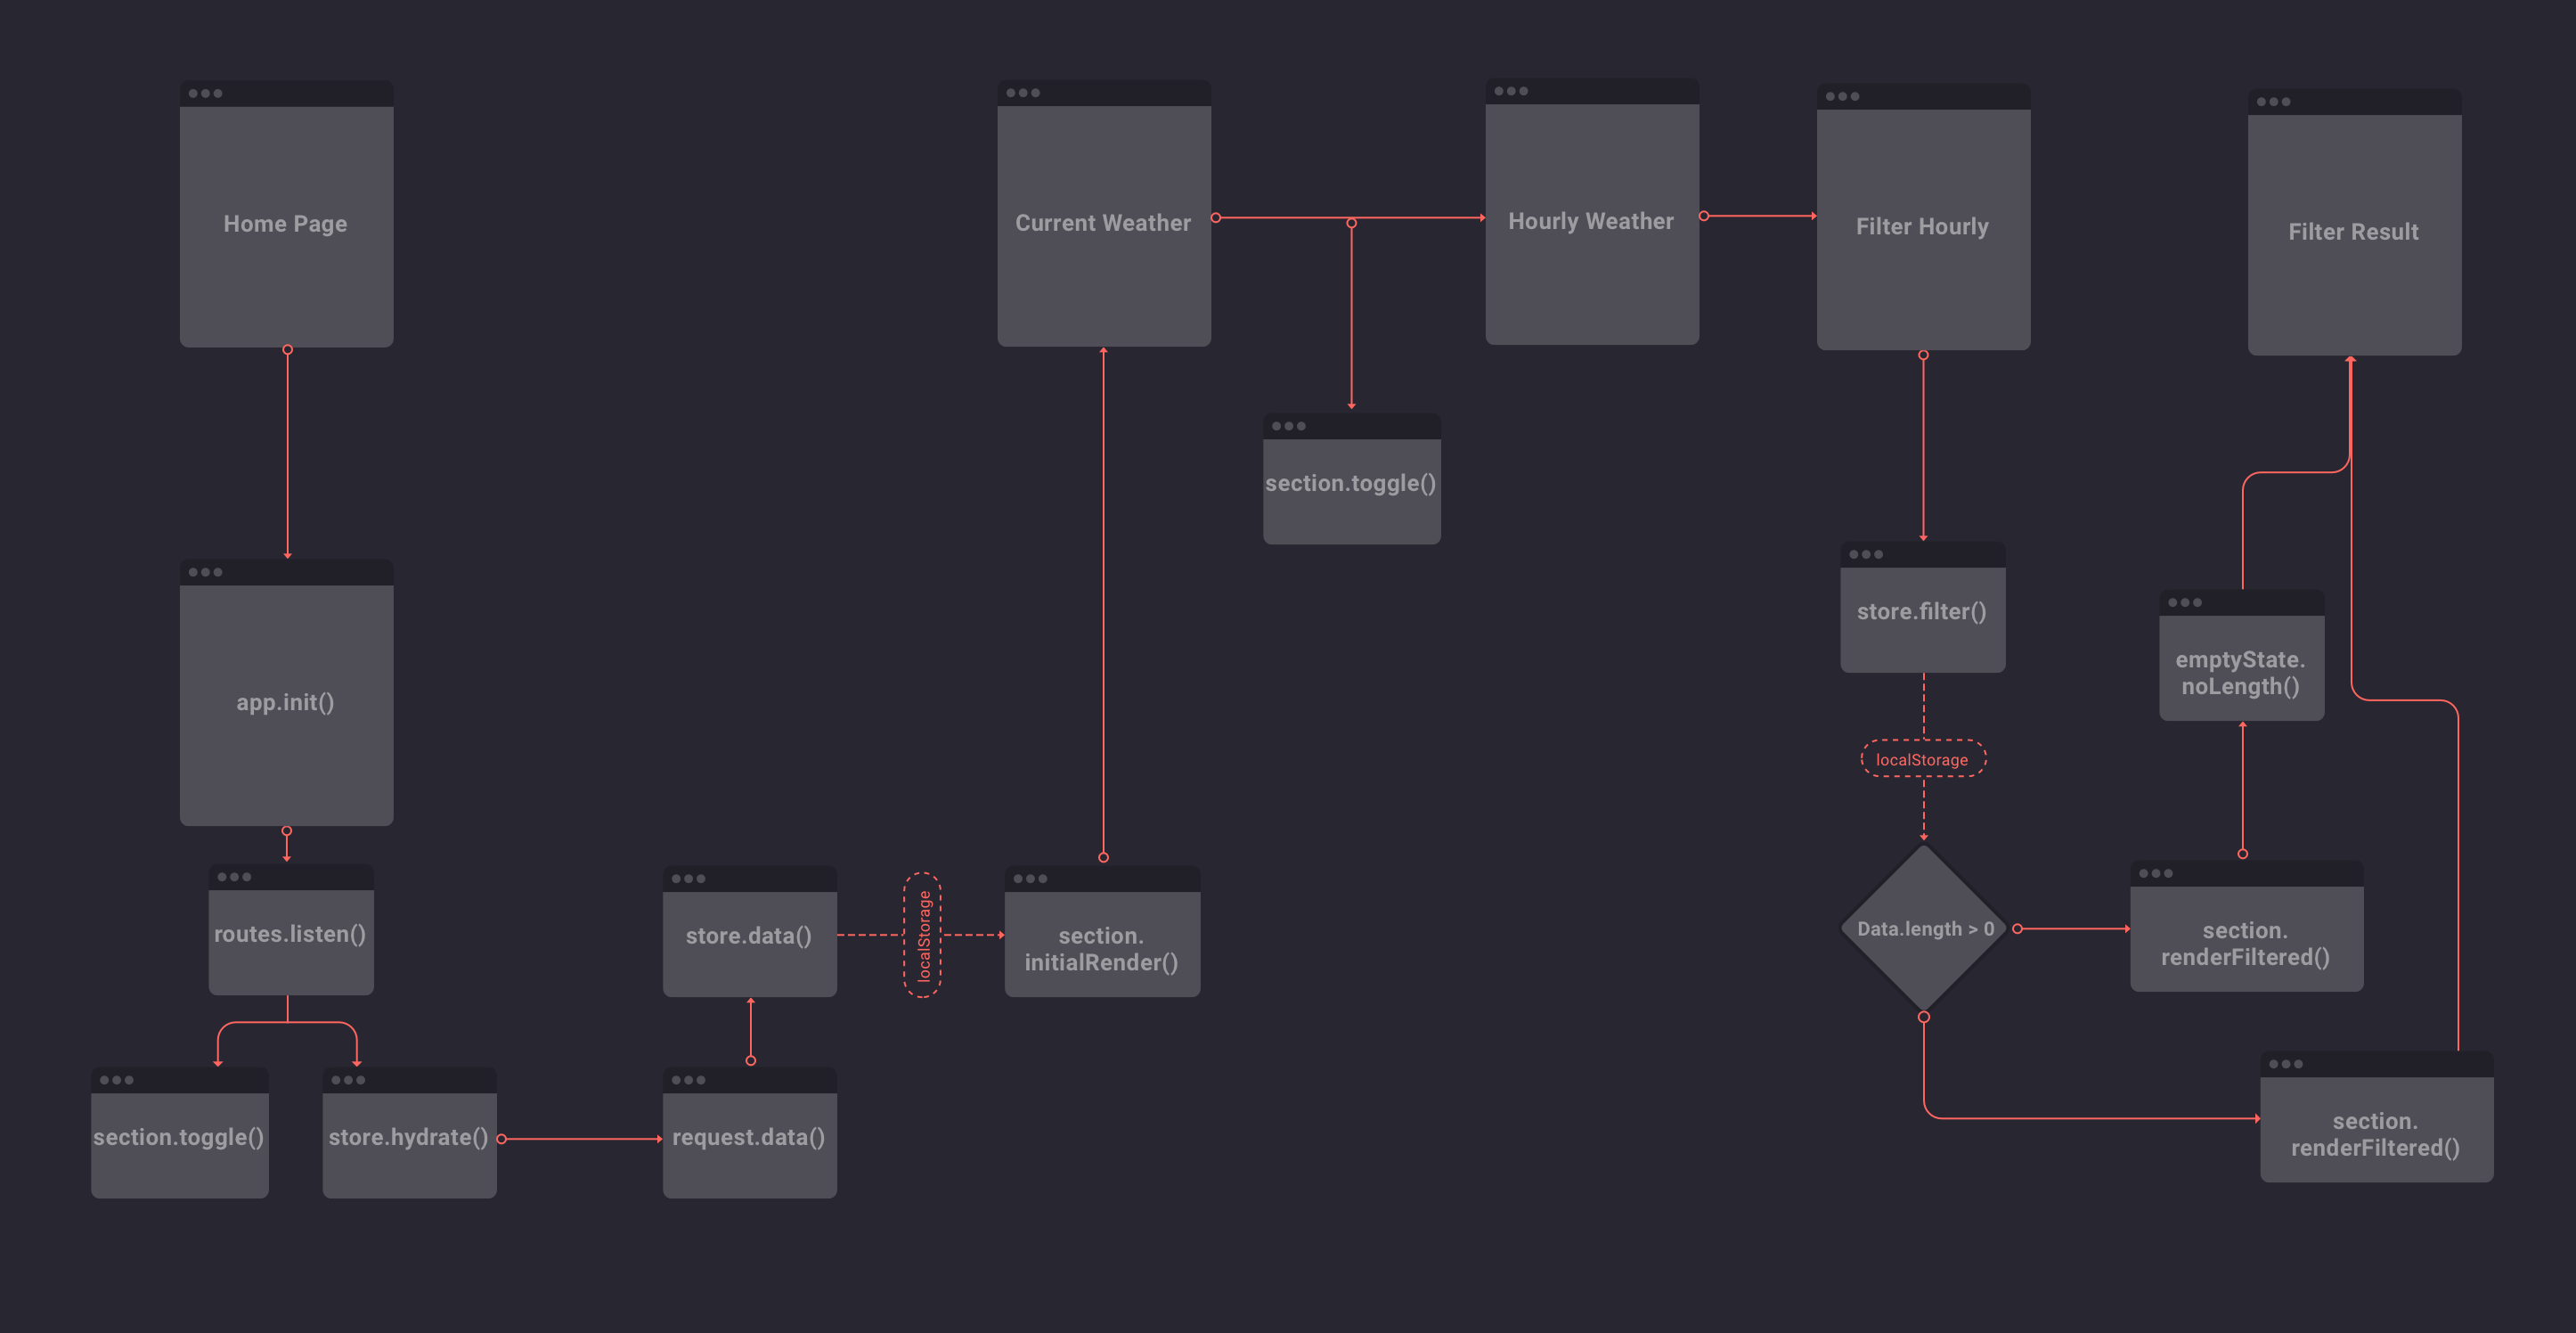 Home Page
Current Weather
Hourly Weather
Filter Hourly
Filter Result
section.toggle()
store.filter()
emptyState.
noLength()
app.init()
localStorage
routes.listen()
store.data()
localStorage
section.
initialRender()
Data.length > 0
section.
renderFiltered()
section.toggle()
store.hydrate()
request.data()
section.
renderFiltered()